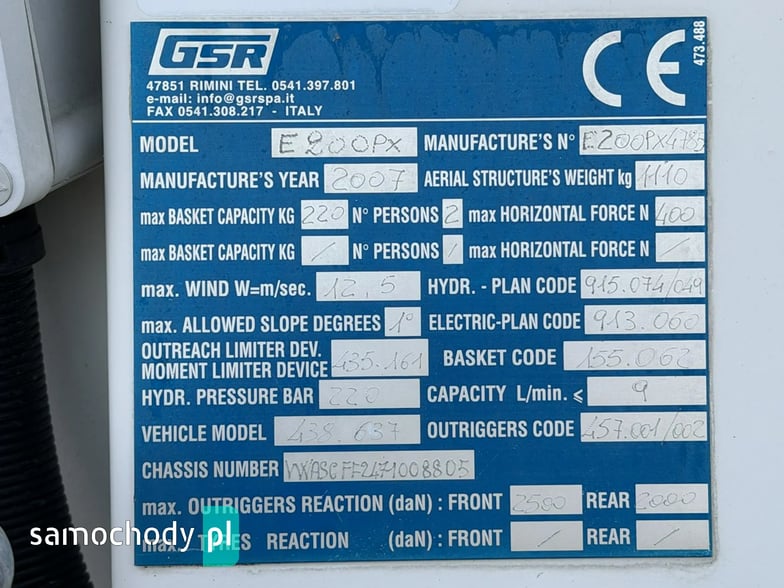 GSR
CE
473.488
47851 RIMINI TEL. 0541.397.801
e-mail: info@gsrspa.it
FAX 0541.308.217 - ITALY
MODEL E200PX MANUFACTURE'S N° E200PX4785
MANUFACTURE'S YEAR 2007 AERIAL STRUCTURE'S WEIGHT kg 1110
max BASKET CAPACITY KG 220 N° PERSONS 2 max HORIZONTAL FORCE N 400
max BASKET CAPACITY KG / N° PERSONS / max HORIZONTAL FORCE N /
max. WIND W=m/sec. 12,5 HYDR. - PLAN CODE 915.074/049
max. ALLOWED SLOPE DEGREES 1° ELECTRIC-PLAN CODE 913.060
OUTREACH LIMITER DEV.
MOMENT LIMITER DEVICE 435.161 BASKET CODE 155.062
HYDR. PRESSURE BAR 220 CAPACITY L/min. ≤ 9
VEHICLE MODEL 438.637 OUTRIGGERS CODE 457.001/002
CHASSIS NUMBER
max. OUTRIGGERS REACTION (daN) : FRONT 2500 REAR 2000
max. TYRES REACTION (daN) : FRONT / REAR /
samochody.pl